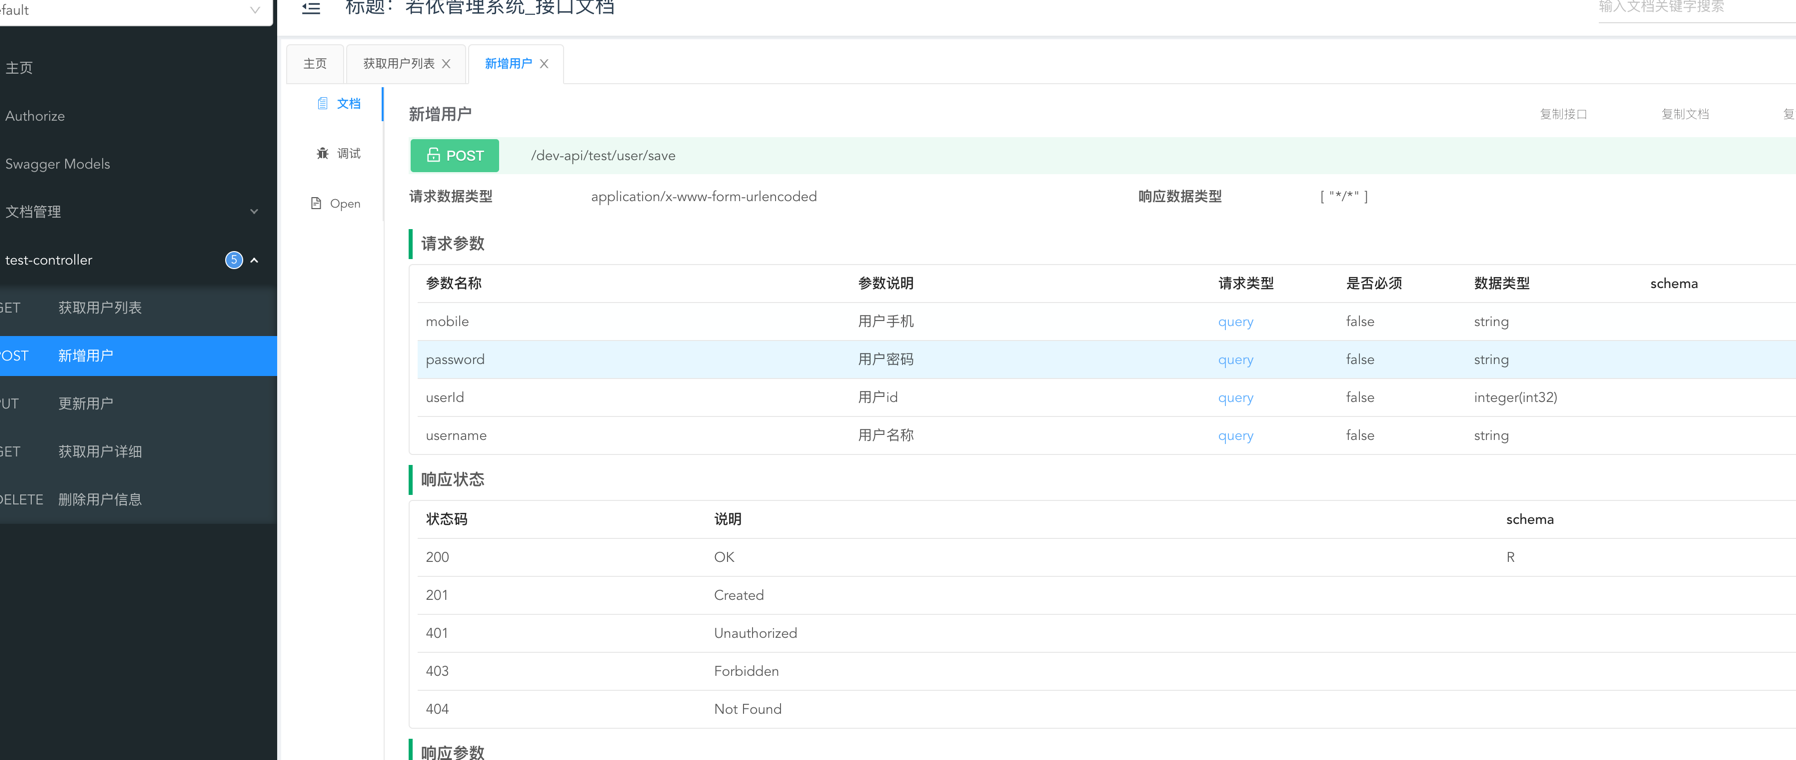 efault
主页
Authorize
Swagger Models
文档管理
test-controller 5
GET 获取用户列表
POST 新增用户
PUT 更新用户
GET 获取用户详细
DELETE 删除用户信息
标题：若依管理系统_接口文档
输入文档关键字搜索
主页 获取用户列表 新增用户
文档
调试
Open
新增用户 复制接口 复制文档 复
POST /dev-api/test/user/save
请求数据类型 application/x-www-form-urlencoded 响应数据类型 [ "*/*" ]
请求参数
参数名称 参数说明 请求类型 是否必须 数据类型 schema
mobile 用户手机 query false string
password 用户密码 query false string
userId 用户id query false integer(int32)
username 用户名称 query false string
响应状态
状态码 说明 schema
200 OK R
201 Created
401 Unauthorized
403 Forbidden
404 Not Found
响应参数